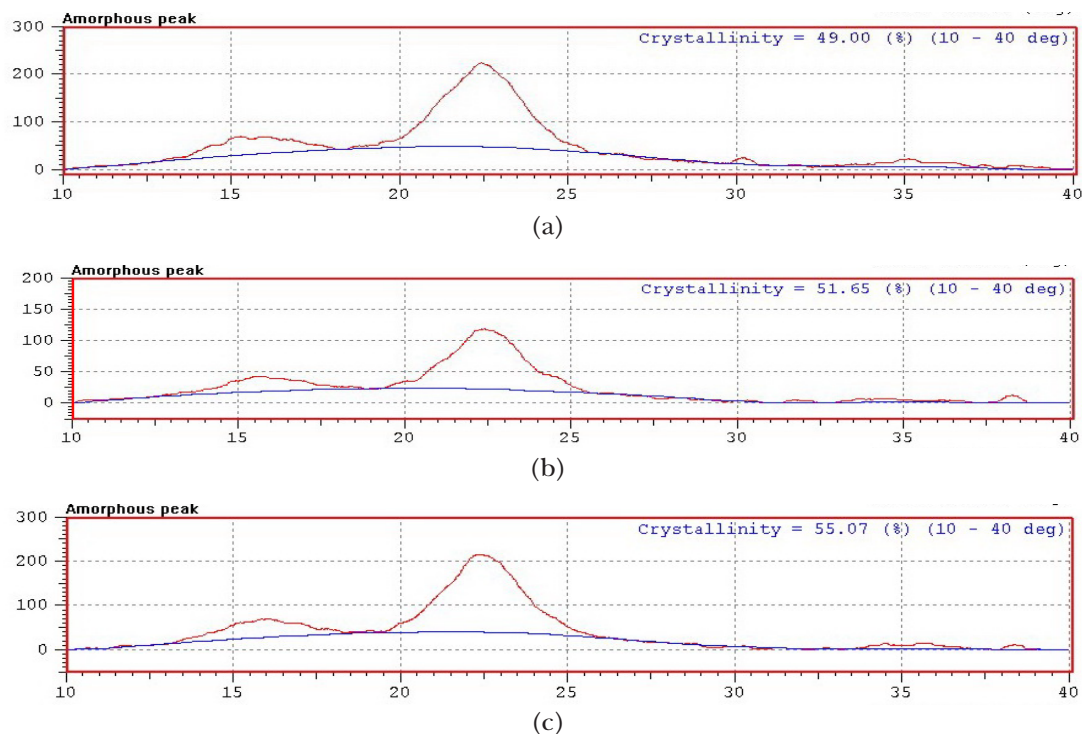 Amorphous peak
Crystallinity = 49.00 (%) (10 - 40 deg)
300
200
100
0
10 15 20 25 30 35 40
(a)
Amorphous peak
Crystallinity = 51.65 (%) (10 - 40 deg)
200
150
100
50
0
10 15 20 25 30 35 40
(b)
Amorphous peak
Crystallinity = 55.07 (%) (10 - 40 deg)
300
200
100
0
10 15 20 25 30 35 40
(c)